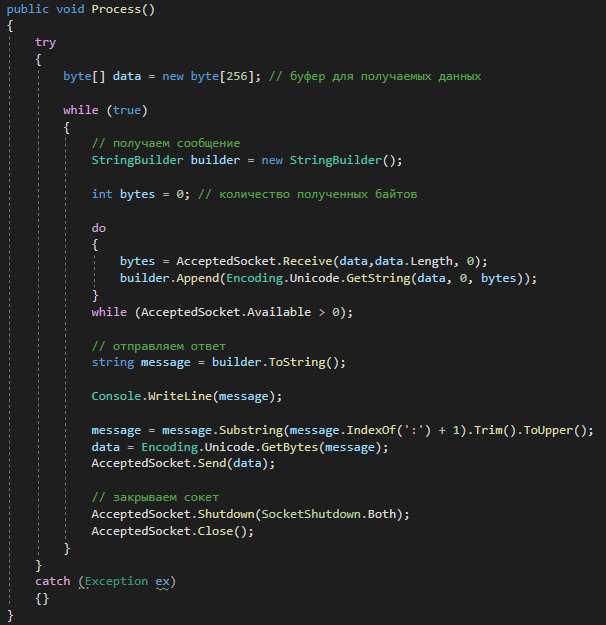 public void Process()
{
    try
    {
        byte[] data = new byte[256]; // буфер для получаемых данных

        while (true)
        {
            // получаем сообщение
            StringBuilder builder = new StringBuilder();

            int bytes = 0; // количество полученных байтов

            do
            {
                bytes = AcceptedSocket.Receive(data,data.Length, 0);
                builder.Append(Encoding.Unicode.GetString(data, 0, bytes));
            }
            while (AcceptedSocket.Available > 0);

            // отправляем ответ
            string message = builder.ToString();

            Console.WriteLine(message);

            message = message.Substring(message.IndexOf(':') + 1).Trim().ToUpper();
            data = Encoding.Unicode.GetBytes(message);
            AcceptedSocket.Send(data);

            // закрываем сокет
            AcceptedSocket.Shutdown(SocketShutdown.Both);
            AcceptedSocket.Close();
        }
    }
    catch (Exception ex)
    {}
}